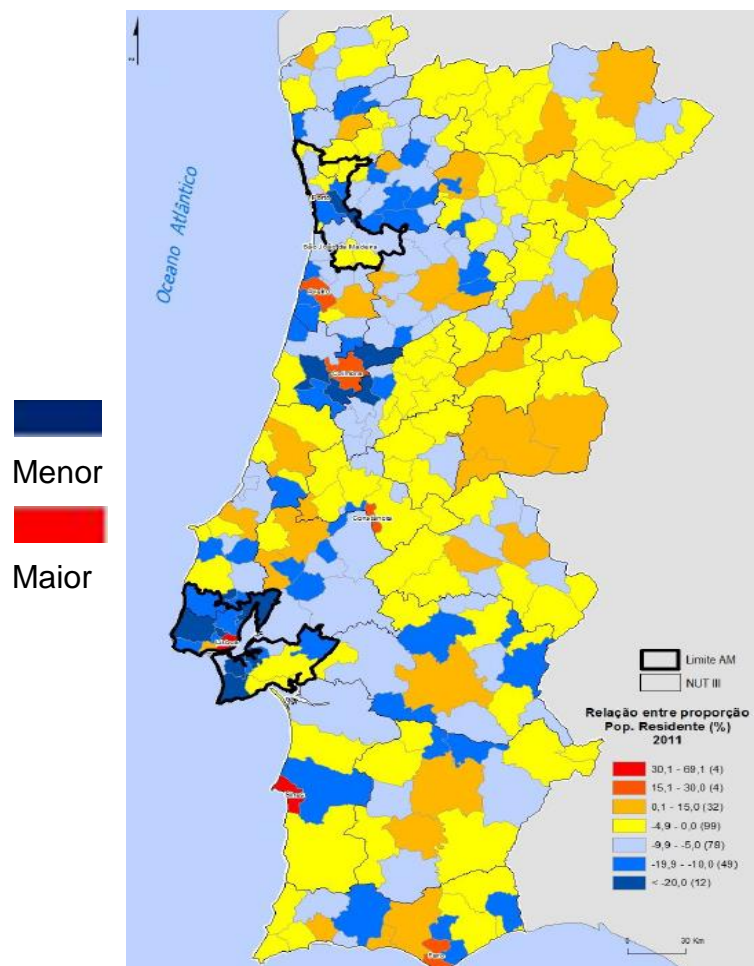 Oceano Atlântico
Porto
São João da Madeira
Aveiro
Coimbra
Constância
Lisboa
Sines
Faro
Menor
Maior
Limite AM
NUT III
Relação entre proporção
Pop. Residente (%)
2011
30,1 - 69,1 (4)
15,1 - 30,0 (4)
0,1 - 15,0 (32)
-4,9 - 0,0 (99)
-9,9 - -5,0 (78)
-19,9 - -10,0 (49)
< -20,0 (12)
0
30 Km